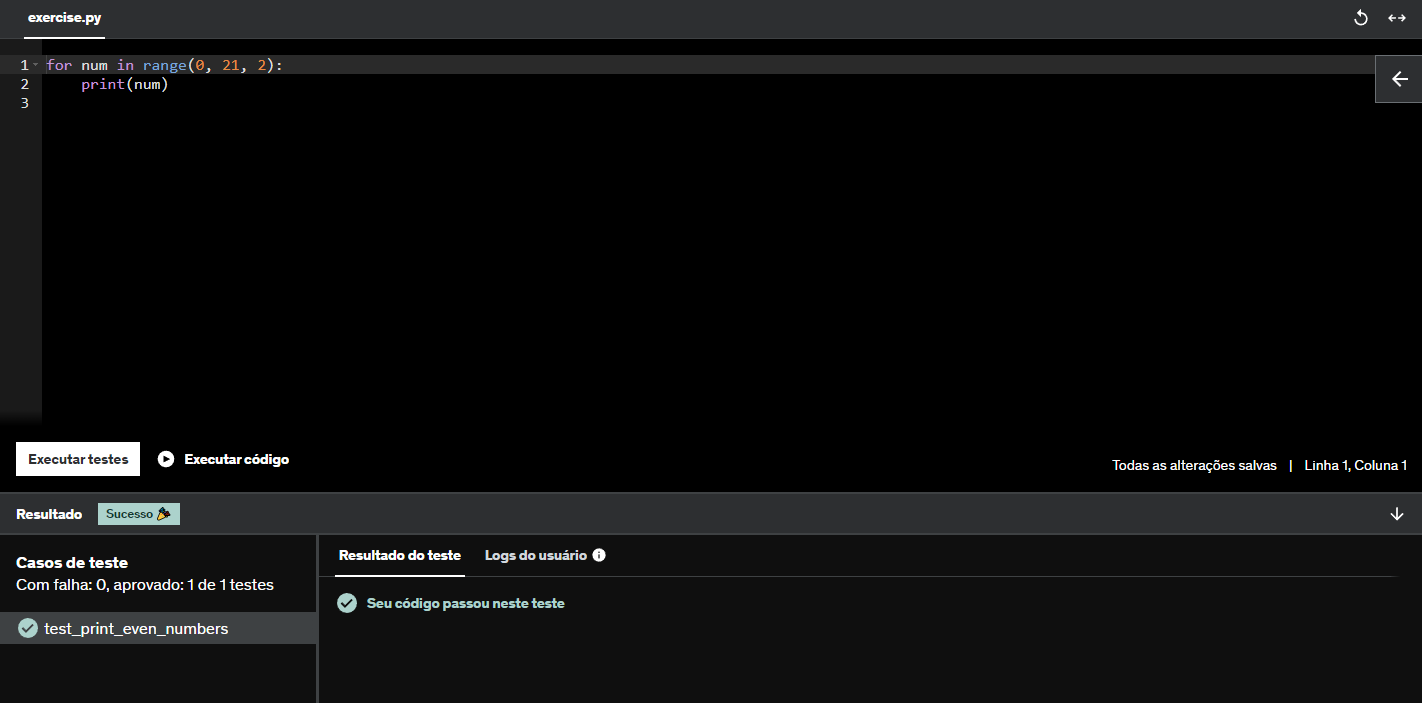 exercise.py
1 for num in range(0, 21, 2):
2     print(num)
3
Executar testes Executar código Todas as alterações salvas | Linha 1, Coluna 1
Resultado Sucesso 🎉
Casos de teste
Com falha: 0, aprovado: 1 de 1 testes
test_print_even_numbers
Resultado do teste Logs do usuário
Seu código passou neste teste